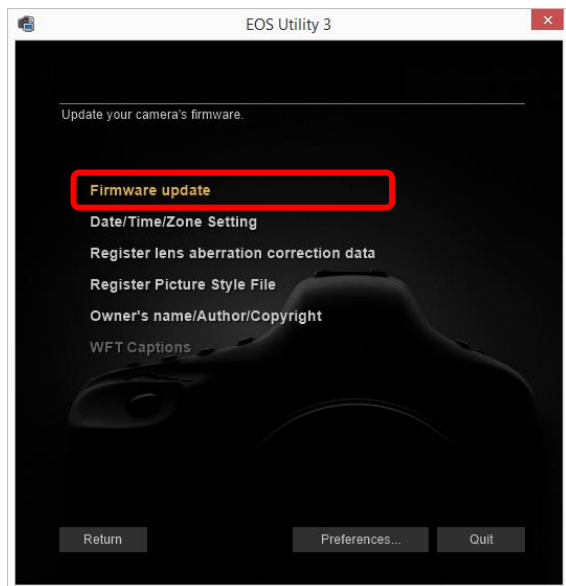 EOS Utility 3
Update your camera's firmware.
Firmware update
Date/Time/Zone Setting
Register lens aberration correction data
Register Picture Style File
Owner's name/Author/Copyright
WFT Captions
Return Preferences... Quit